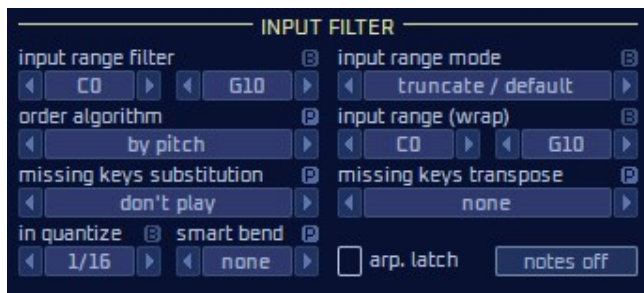 INPUT FILTER
input range filter B input range mode B
C0 G10 truncate / default
order algorithm P input range (wrap) B
by pitch C0 G10
missing keys substitution P missing keys transpose P
don't play none
in quantize B smart bend P
1/16 none arp. latch notes off